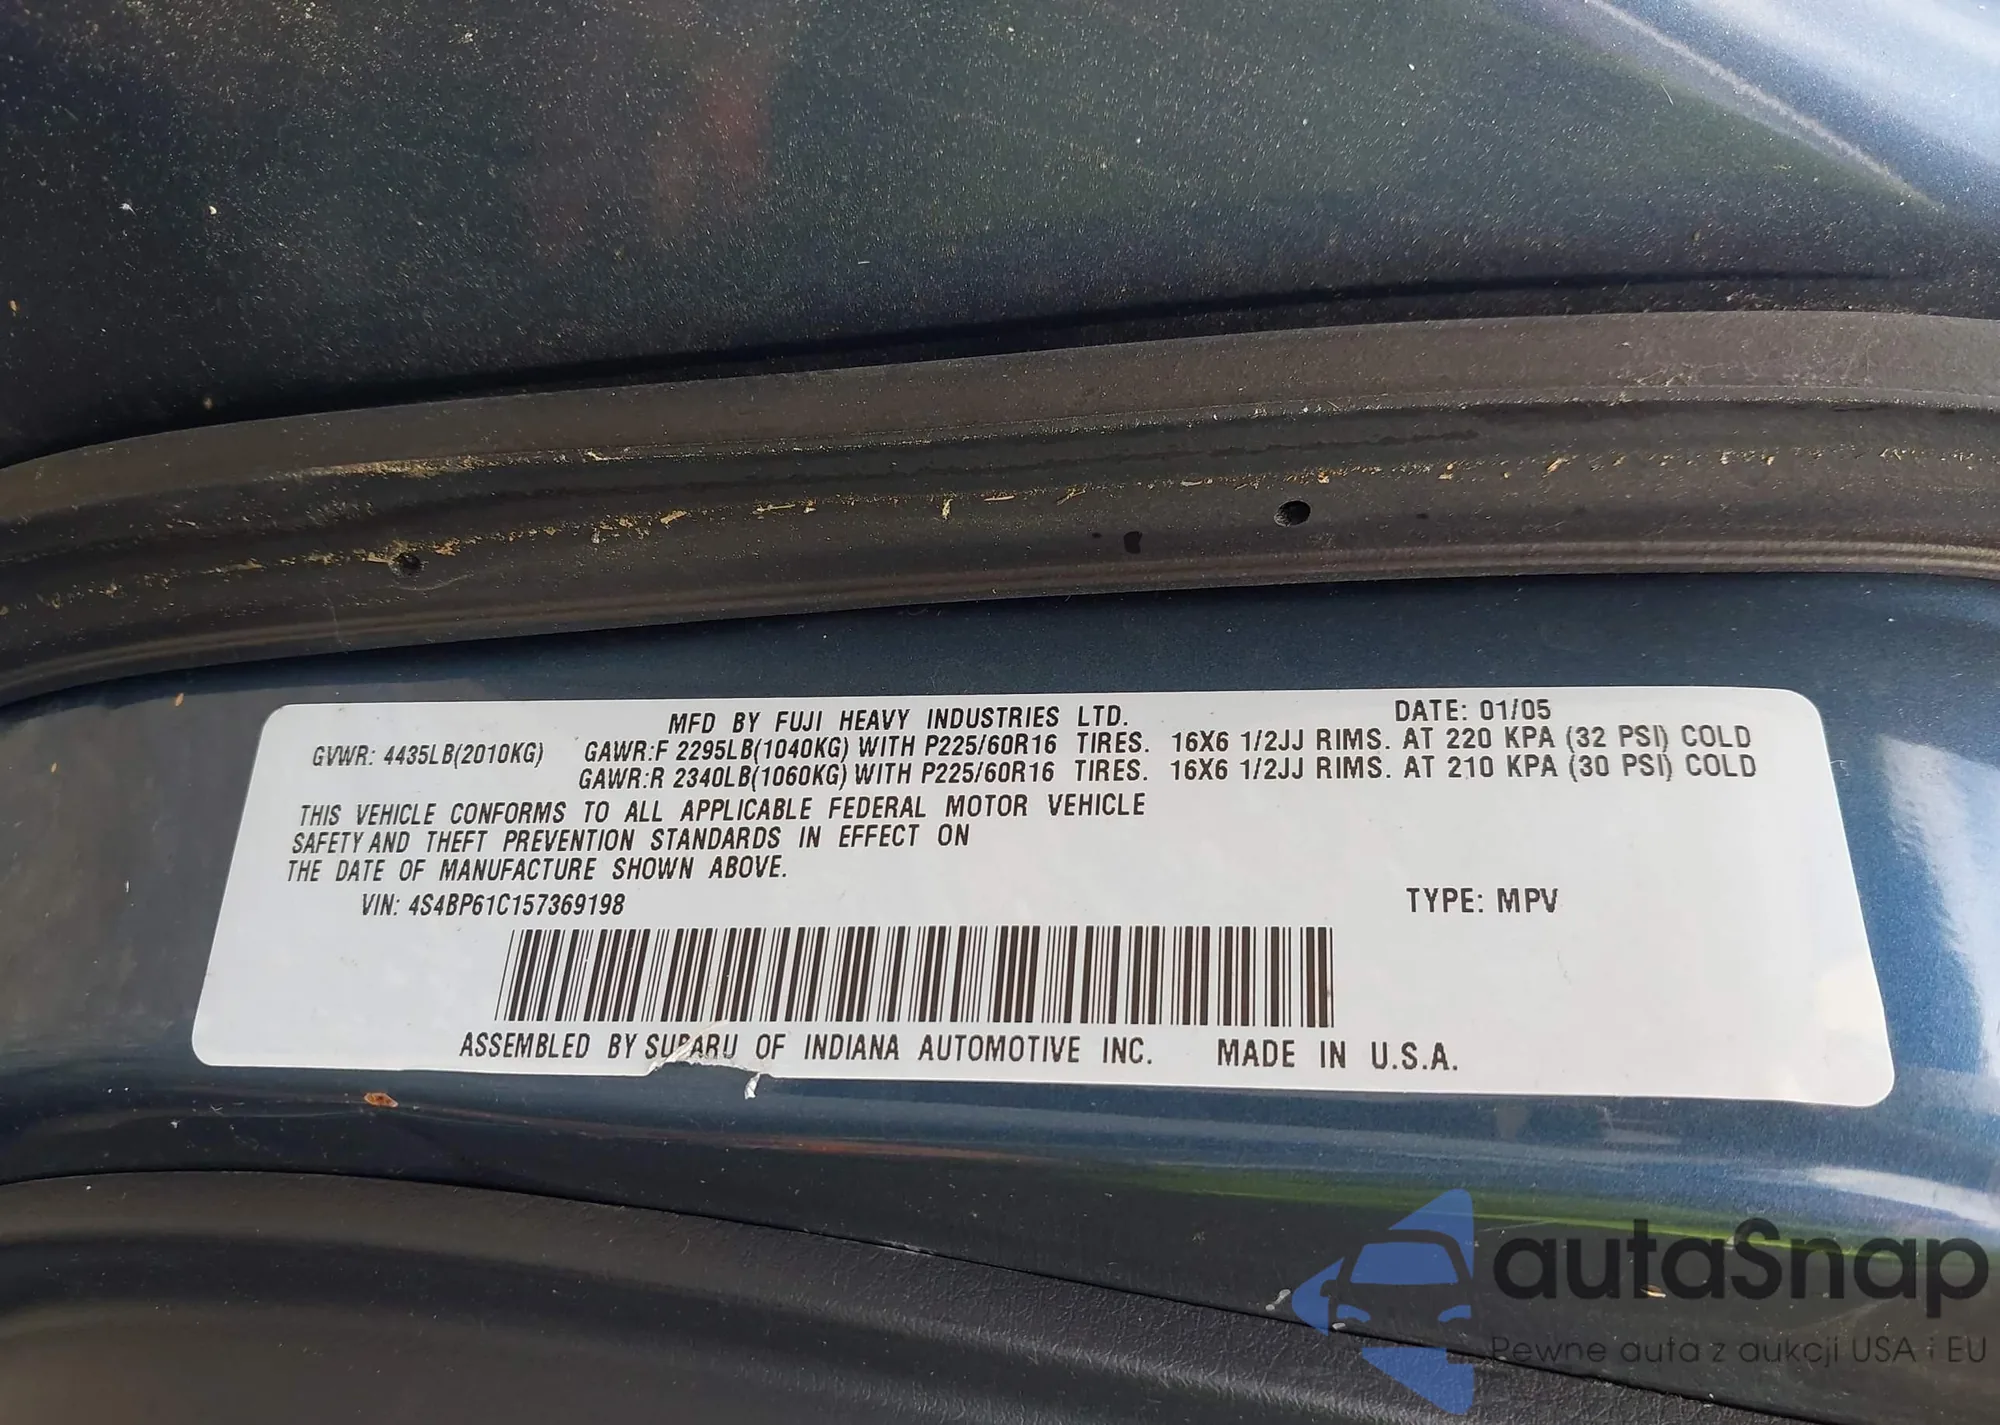 MFD BY FUJI HEAVY INDUSTRIES LTD. DATE: 01/05
GVWR: 4435LB(2010KG) GAWR:F 2295LB(1040KG) WITH P225/60R16 TIRES. 16X6 1/2JJ RIMS. AT 220 KPA (32 PSI) COLD
GAWR:R 2340LB(1060KG) WITH P225/60R16 TIRES. 16X6 1/2JJ RIMS. AT 210 KPA (30 PSI) COLD
THIS VEHICLE CONFORMS TO ALL APPLICABLE FEDERAL MOTOR VEHICLE
SAFETY AND THEFT PREVENTION STANDARDS IN EFFECT ON
THE DATE OF MANUFACTURE SHOWN ABOVE.
VIN: 4S4BP61C157369198 TYPE: MPV
ASSEMBLED BY SUBARU OF INDIANA AUTOMOTIVE INC. MADE IN U.S.A.
autaSnap
Pewne auta z aukcji USA i EU